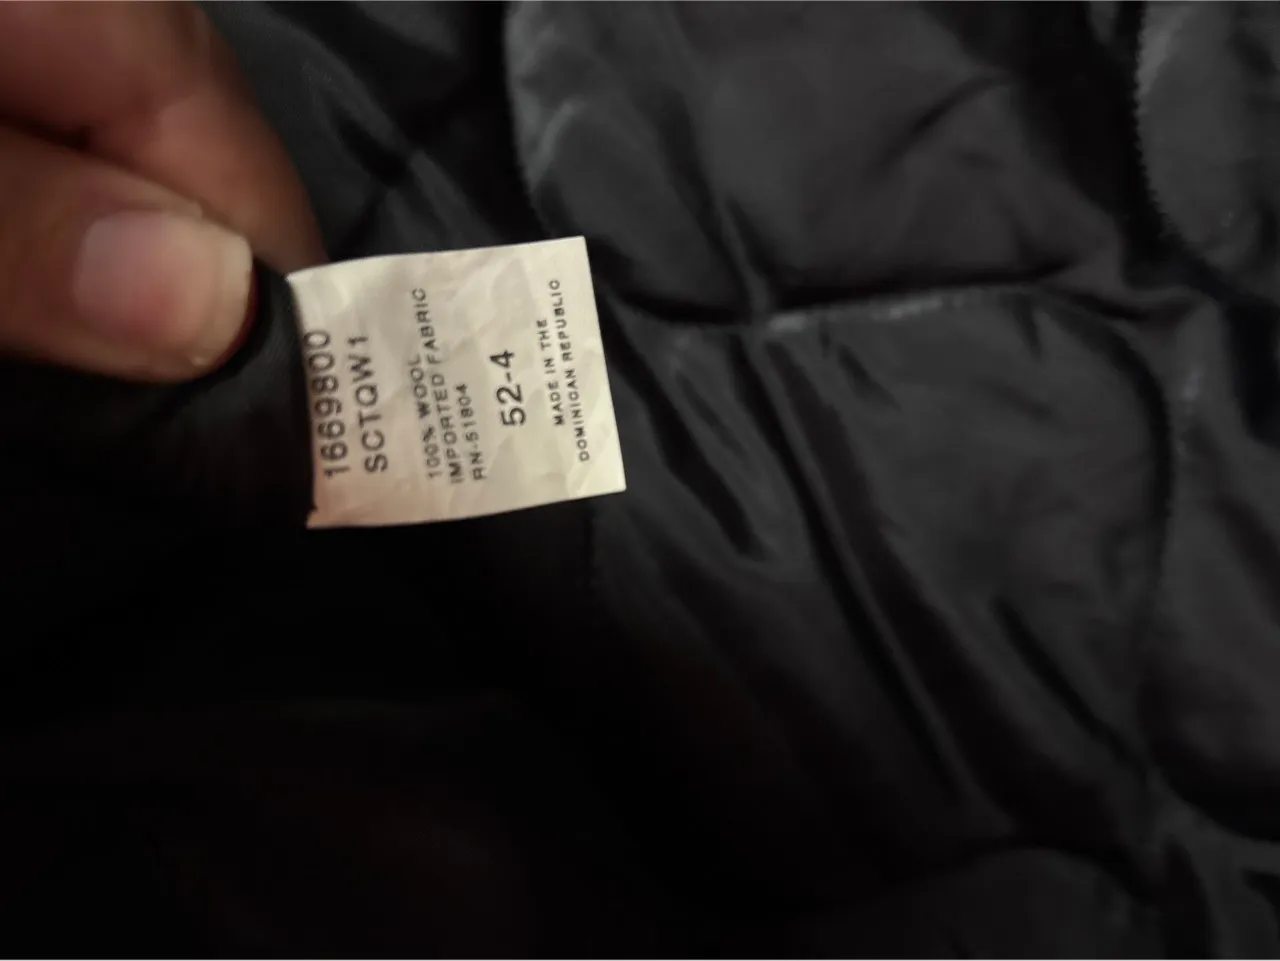 1669800
SCTQW1
100% WOOL
IMPORTED FABRIC
RN-51804
52-4
MADE IN THE
DOMINICAN REPUBLIC